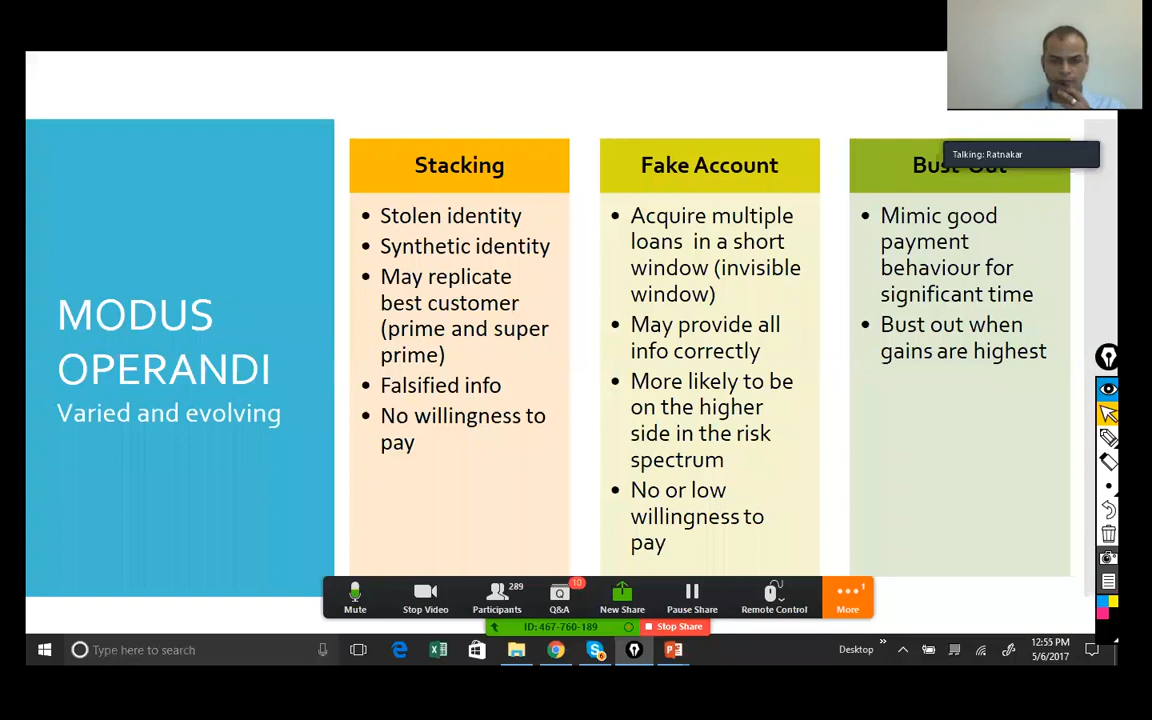 Talking: Ratnakar
MODUS
OPERANDI
Varied and evolving
Stacking
• Stolen identity
• Synthetic identity
• May replicate
best customer
(prime and super
prime)
• Falsified info
• No willingness to
pay
Fake Account
• Acquire multiple
loans in a short
window (invisible
window)
• May provide all
info correctly
• More likely to be
on the higher
side in the risk
spectrum
• No or low
willingness to
pay
Bust-Out
• Mimic good
payment
behaviour for
significant time
• Bust out when
gains are highest
Mute
Stop Video
289
Participants
10
Q&A
New Share
Pause Share
Remote Control
1
More
ID: 467-760-189
Stop Share
Type here to search
6
Desktop
12:55 PM
5/6/2017